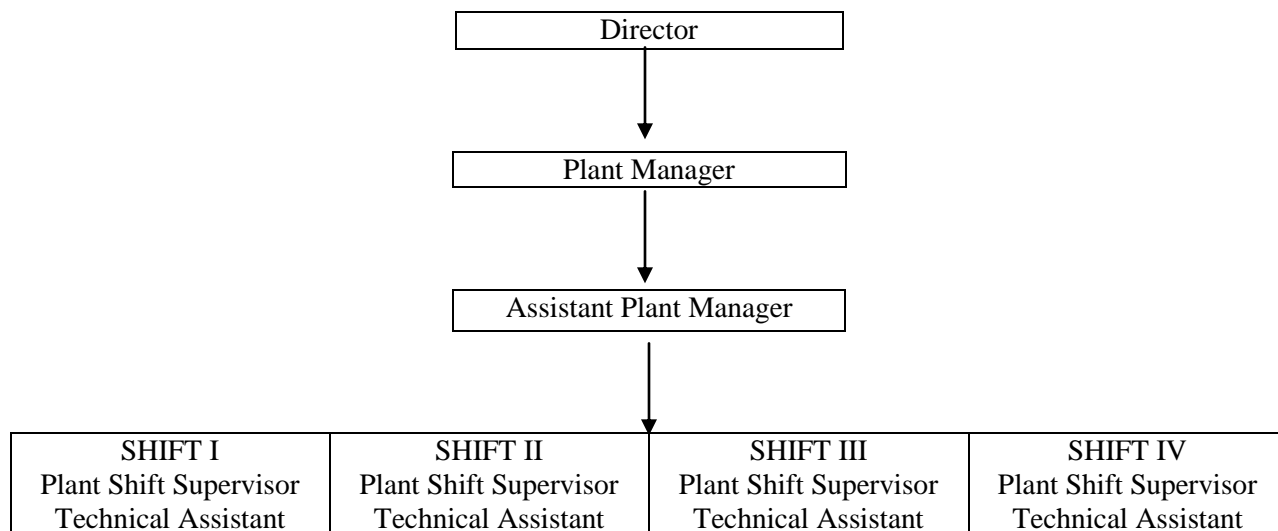 Director
Plant Manager
Assistant Plant Manager
SHIFT I
Plant Shift Supervisor
Technical Assistant
SHIFT II
Plant Shift Supervisor
Technical Assistant
SHIFT III
Plant Shift Supervisor
Technical Assistant
SHIFT IV
Plant Shift Supervisor
Technical Assistant